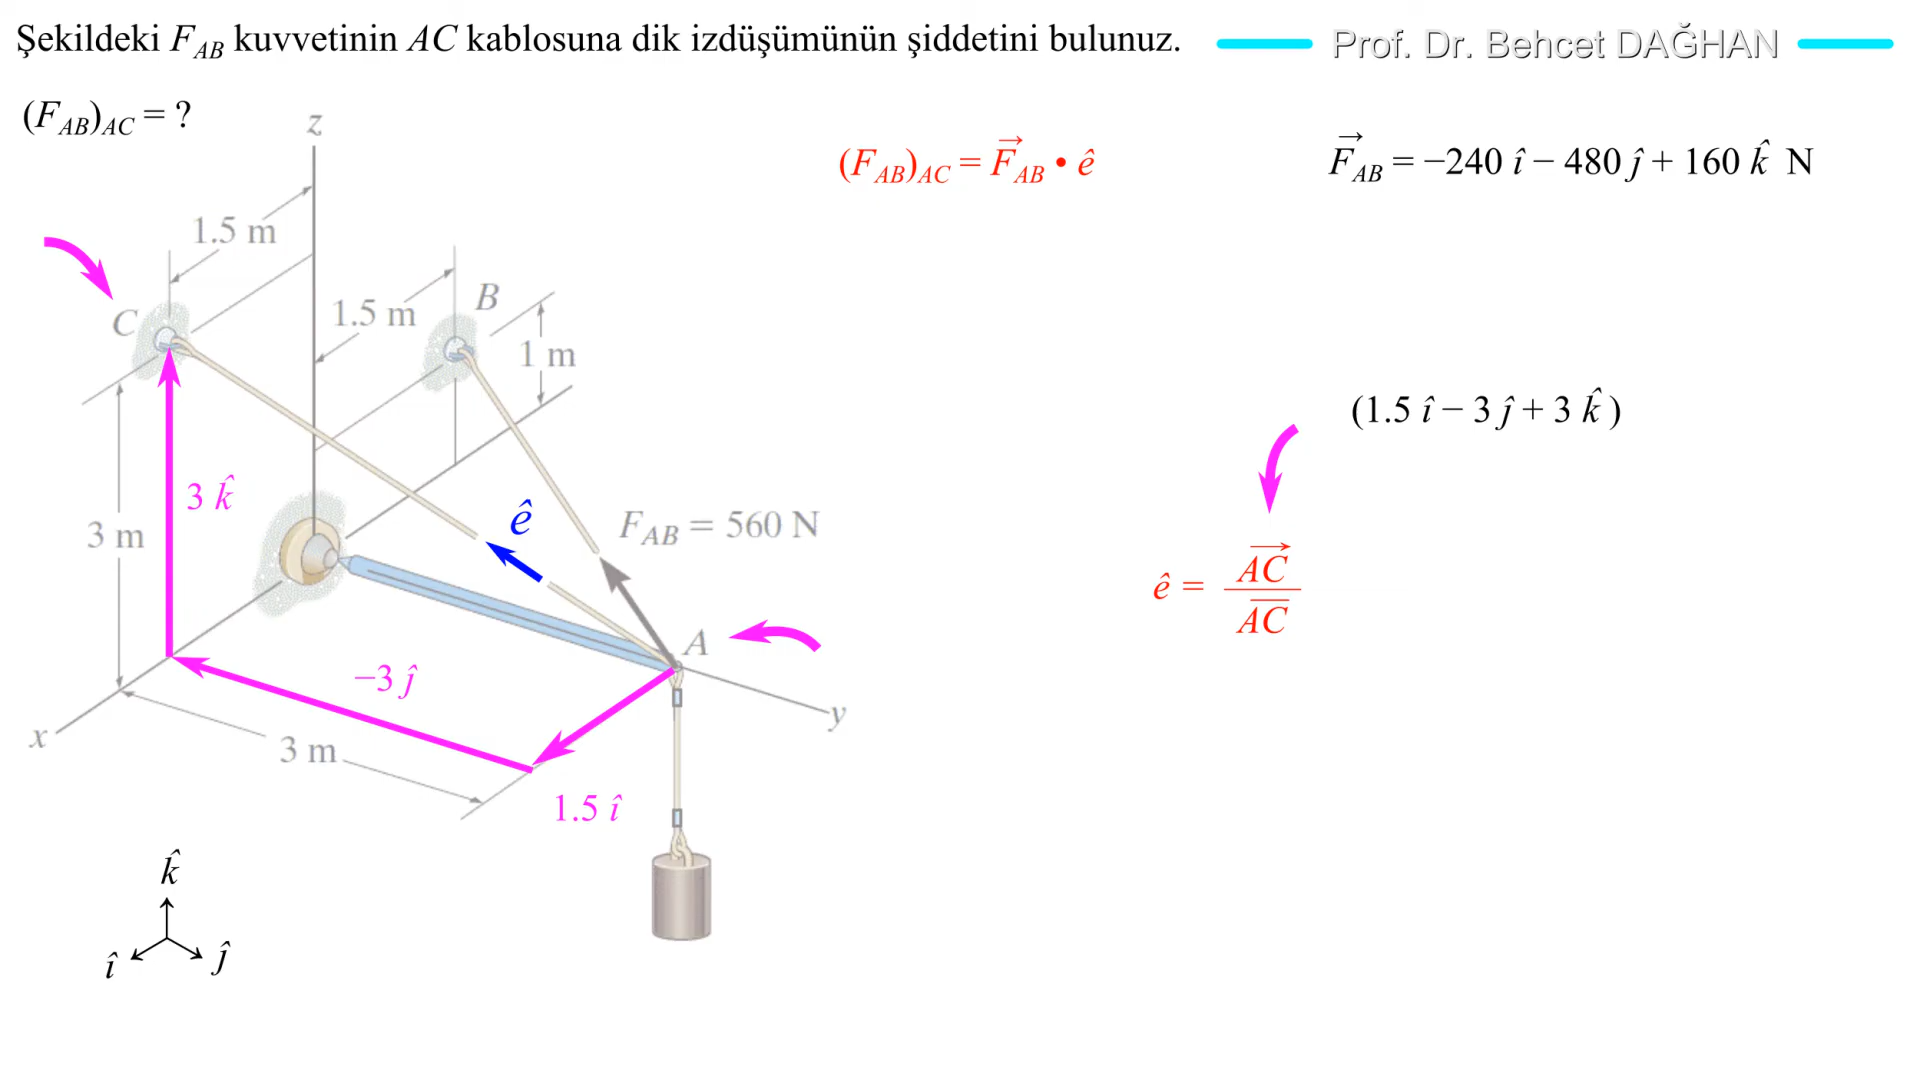 Şekildeki F_AB kuvvetinin AC kablosuna dik izdüşümünün şiddetini bulunuz.
Prof. Dr. Behcet DAĞHAN
(F_AB)_AC = ?
(F_AB)_AC = F⃗_AB • ê
F⃗_AB = −240 î − 480 ĵ + 160 k̂ N
z
1.5 m
1.5 m
B
C
1 m
(1.5 î − 3 ĵ + 3 k̂ )
3 k̂
ê
F_AB = 560 N
3 m
ê = A⃗C⃗ / A̅C̅
A
−3 ĵ
x
y
3 m
1.5 î
k̂
î
ĵ